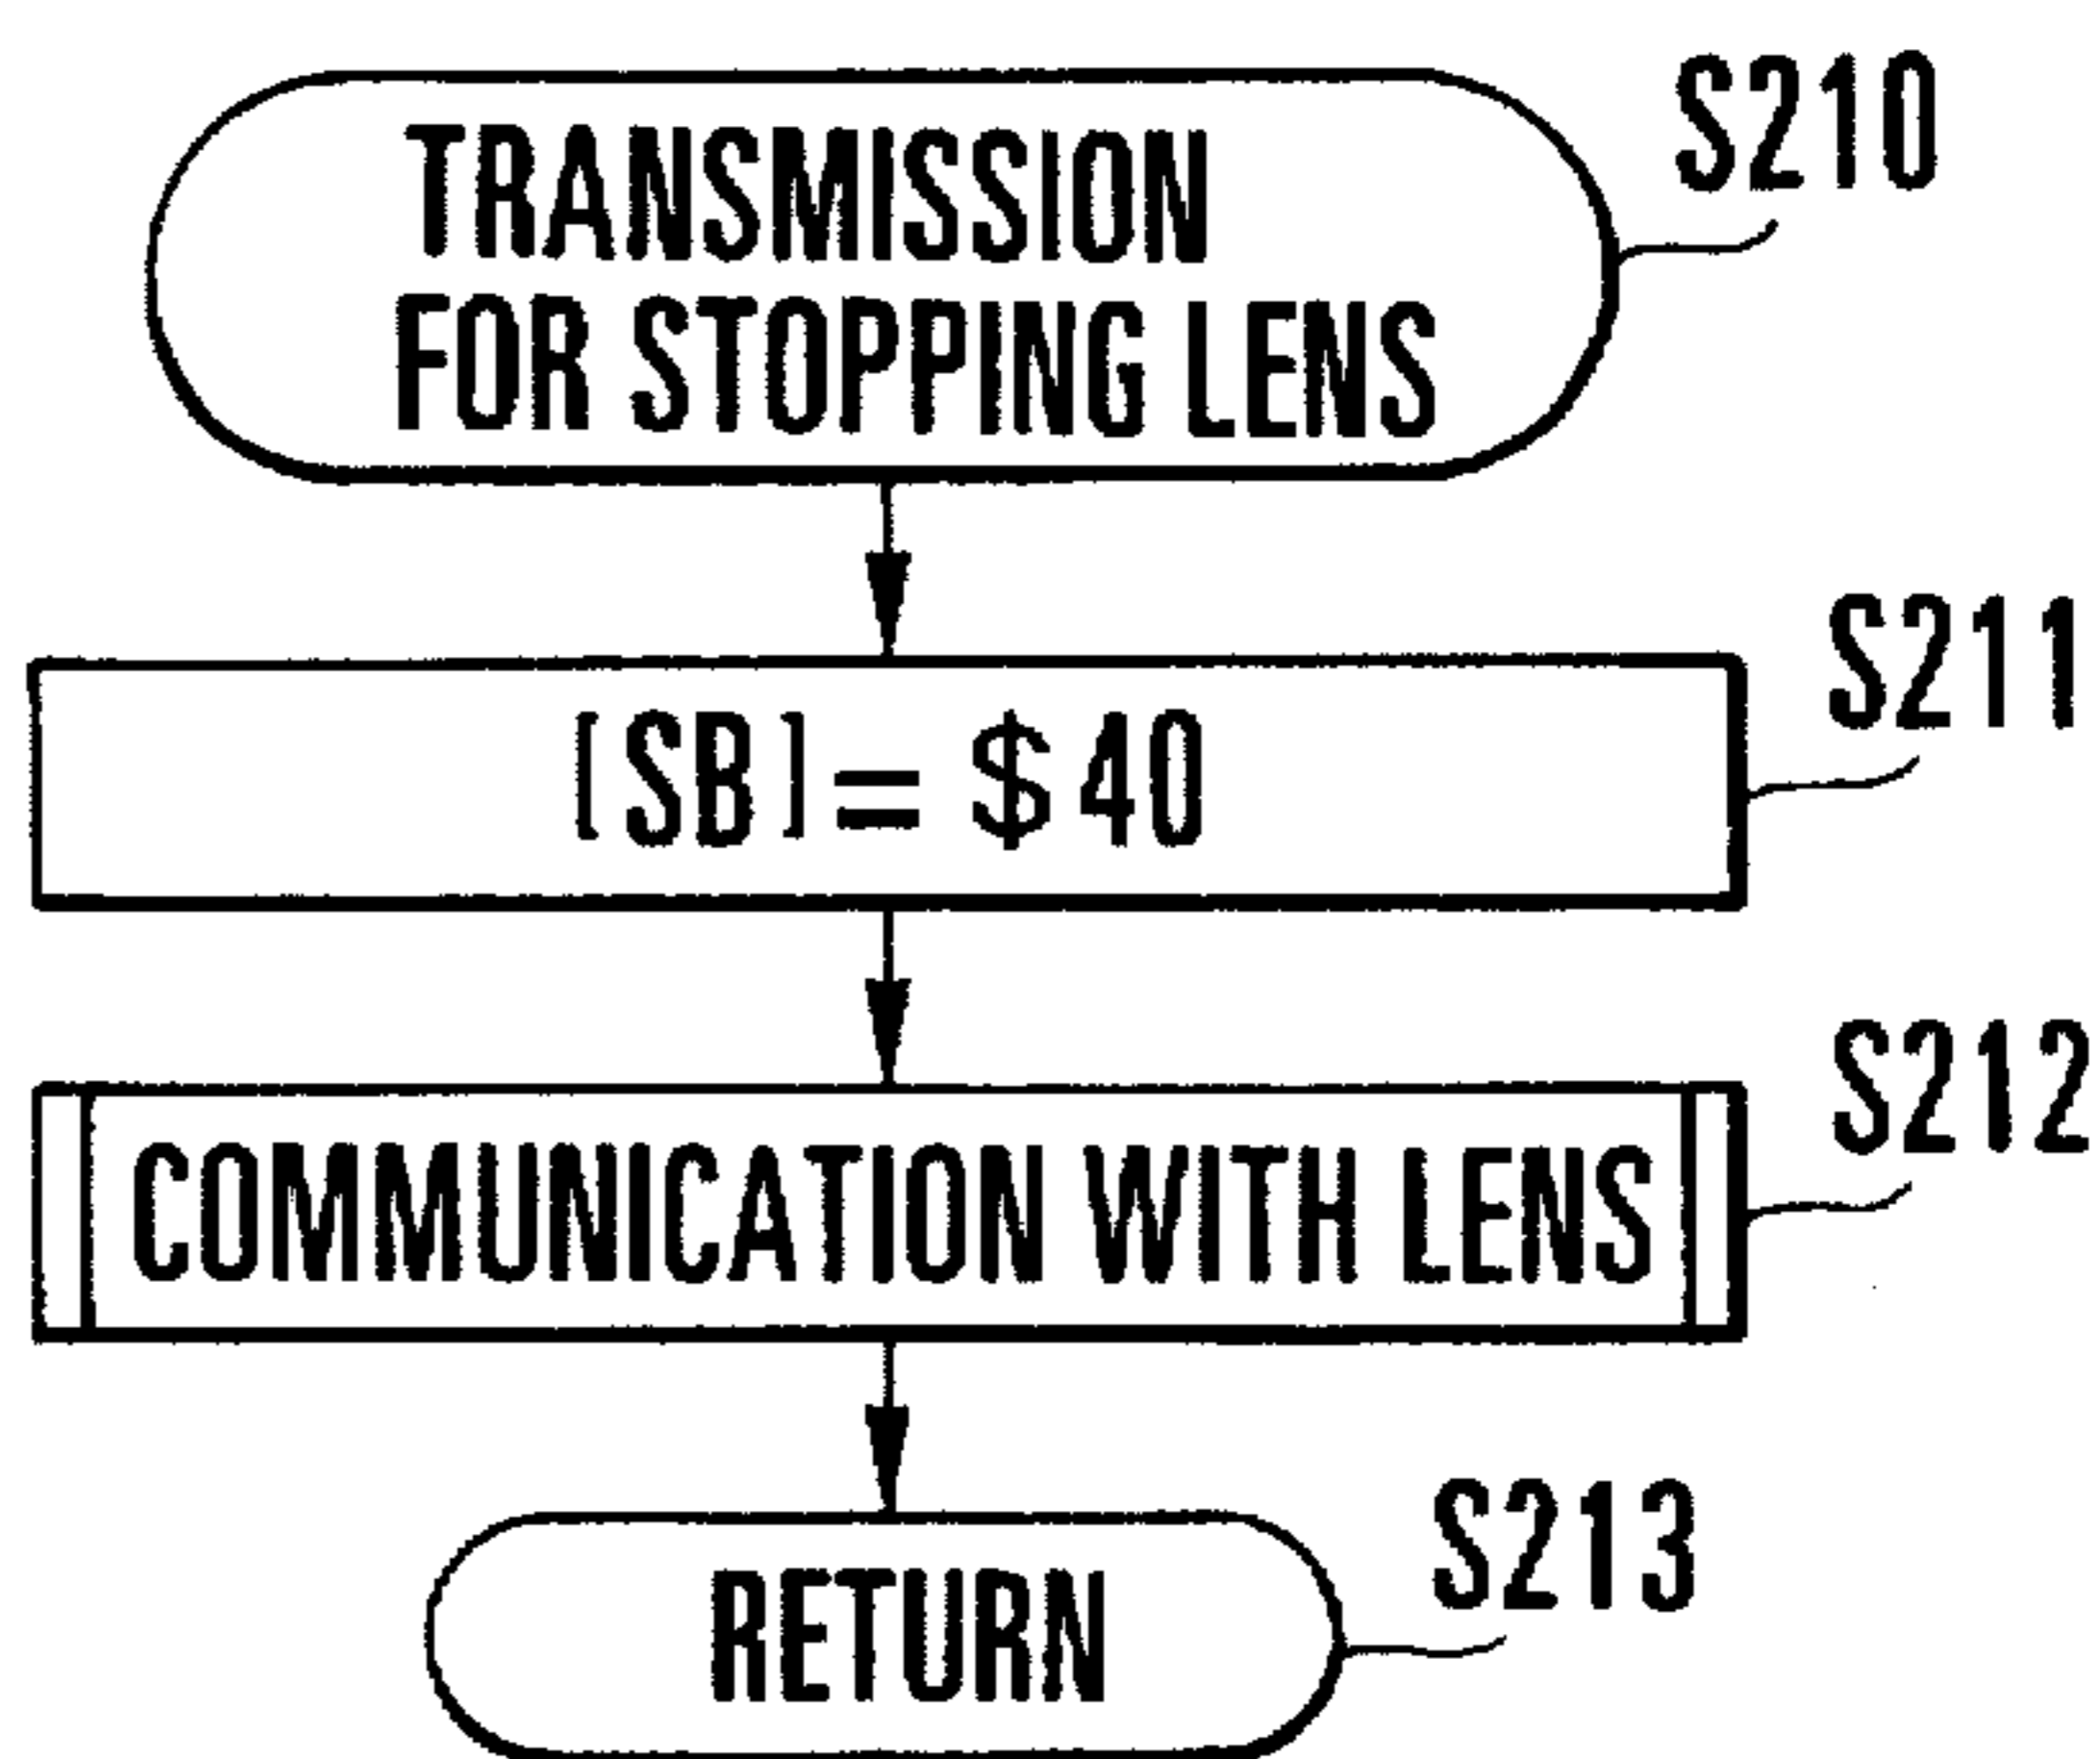 S210
TRANSMISSION
FOR STOPPING LENS
S211
[SB]= $40
S212
COMMUNICATION WITH LENS
S213
RETURN